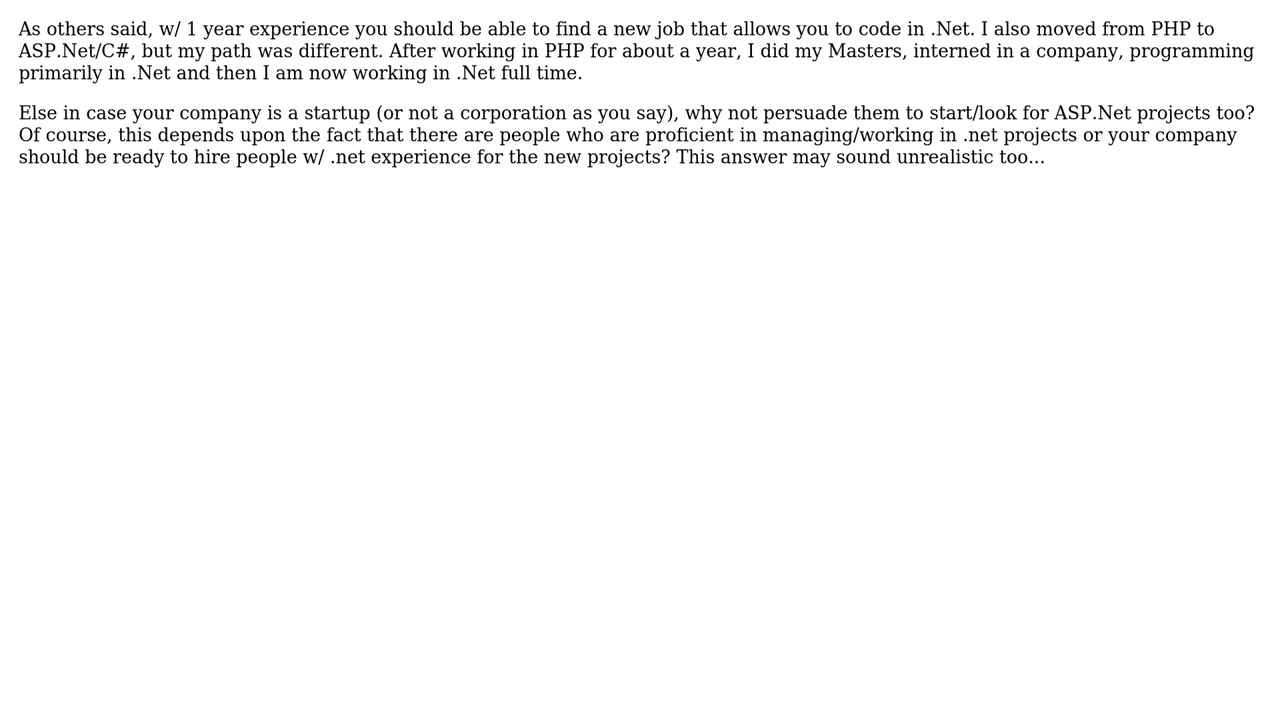 As others said, w/ 1 year experience you should be able to find a new job that allows you to code in .Net. I also moved from PHP to
ASP.Net/C#, but my path was different. After working in PHP for about a year, I did my Masters, interned in a company, programming
primarily in .Net and then I am now working in .Net full time.
Else in case your company is a startup (or not a corporation as you say), why not persuade them to start/look for ASP.Net projects too?
Of course, this depends upon the fact that there are people who are proficient in managing/working in .net projects or your company
should be ready to hire people w/ .net experience for the new projects? This answer may sound unrealistic too...